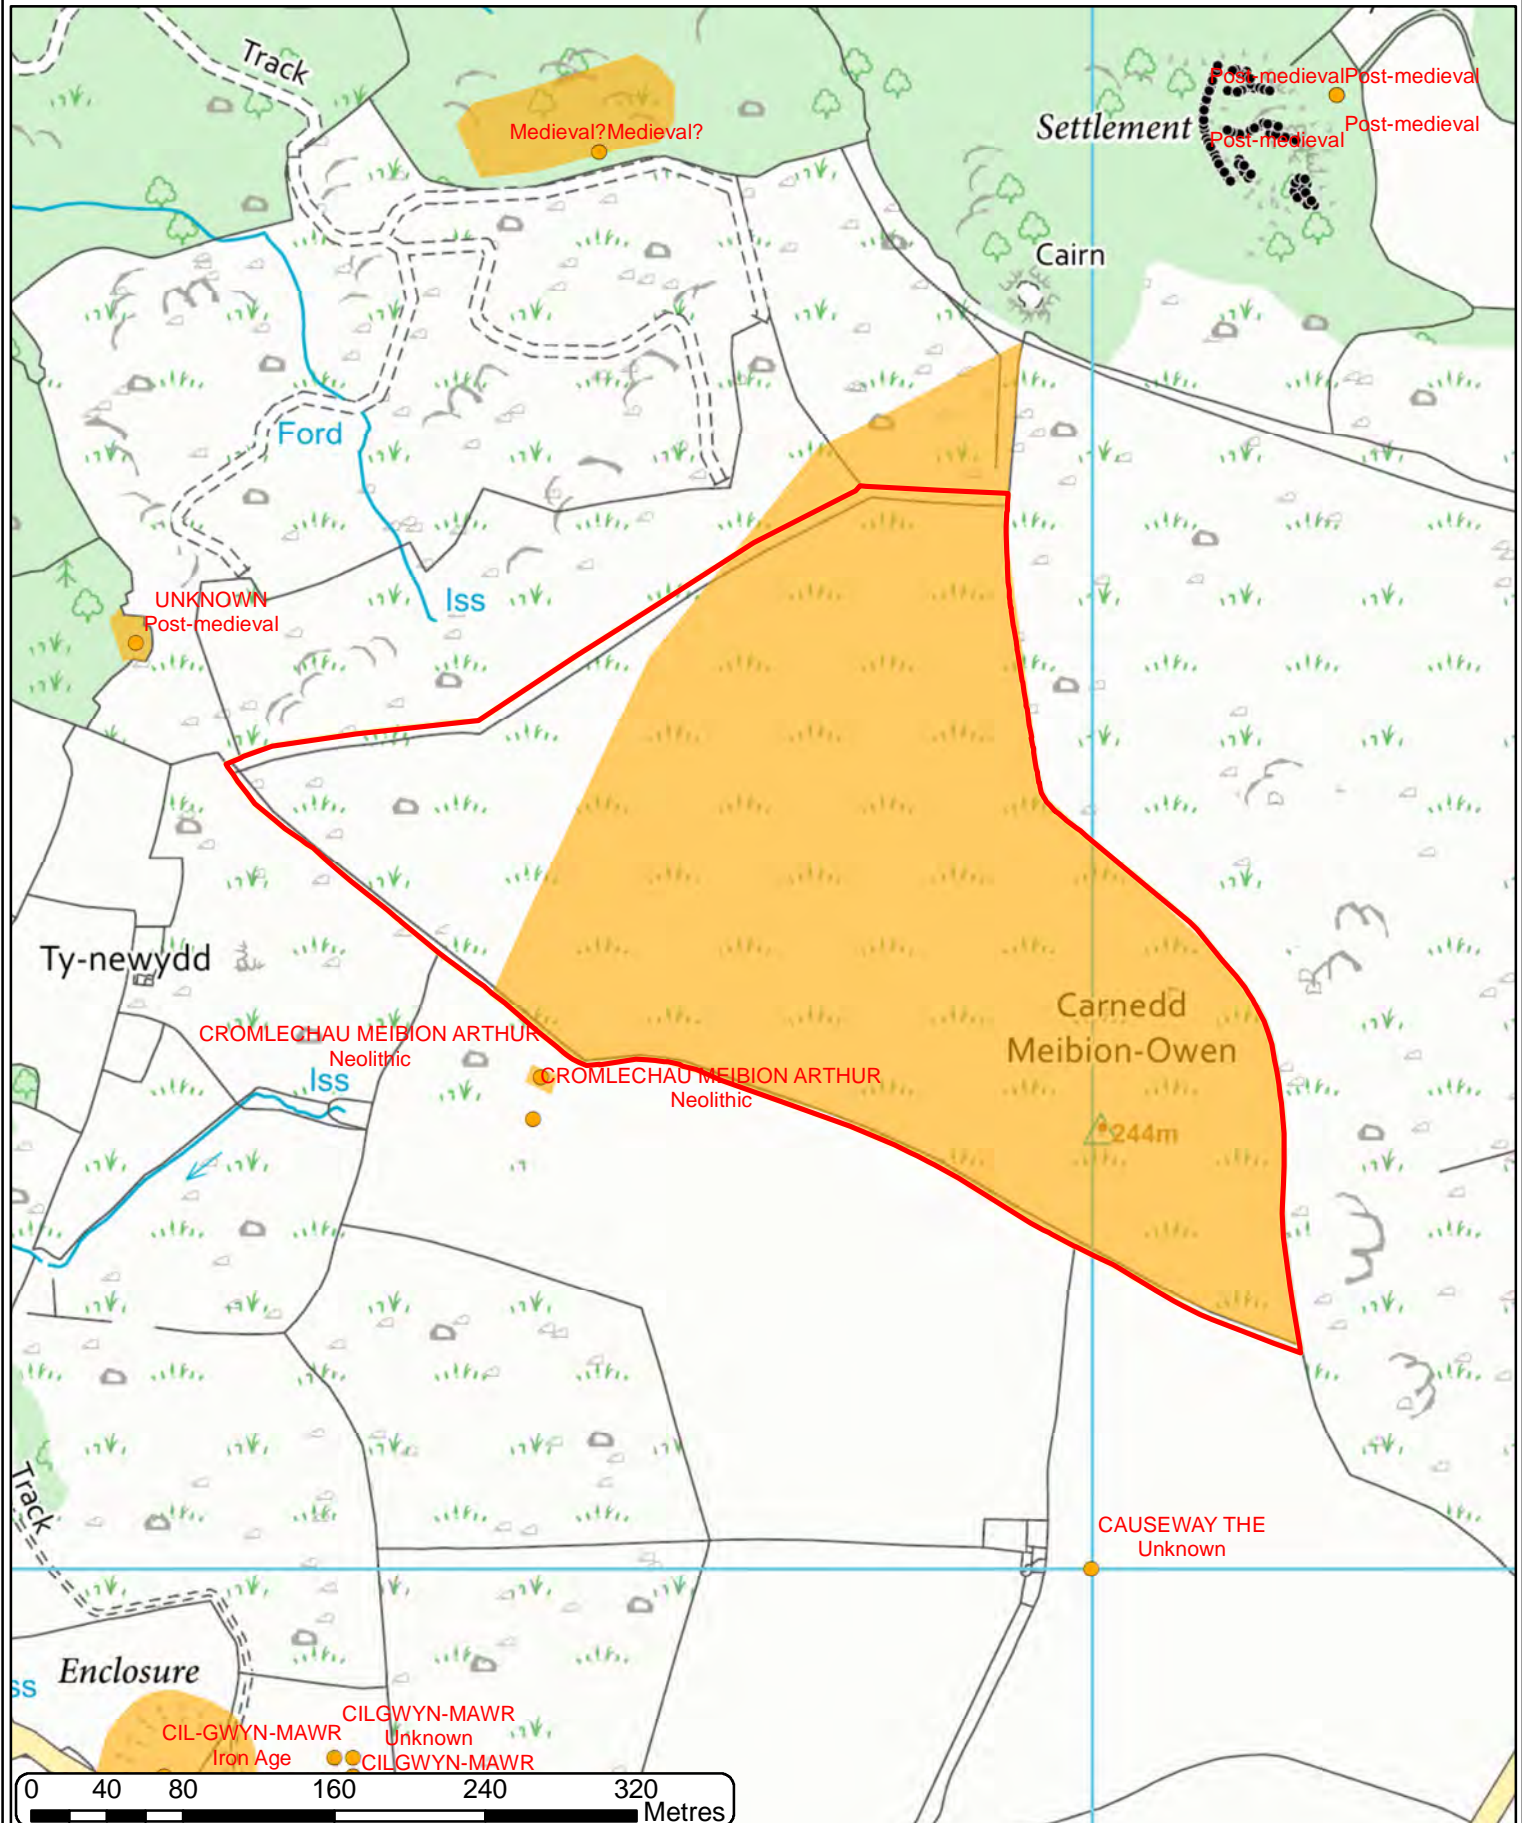 Track
Post-medieval Post-medieval
Medieval? Medieval?
Settlement
Post-medieval
Post-medieval
Cairn
Ford
UNKNOWN
Post-medieval
Iss
Ty-newydd
Carnedd
Meibion-Owen
CROMLECHAU MEIBION ARTHUR
Neolithic
Iss
CROMLECHAU MEIBION ARTHUR
Neolithic
244m
Track
CAUSEWAY THE
Unknown
Enclosure
ss
CILGWYN-MAWR
Unknown
CIL-GWYN-MAWR
Iron Age
CILGWYN-MAWR
0 40 80 160 240 320
Metres